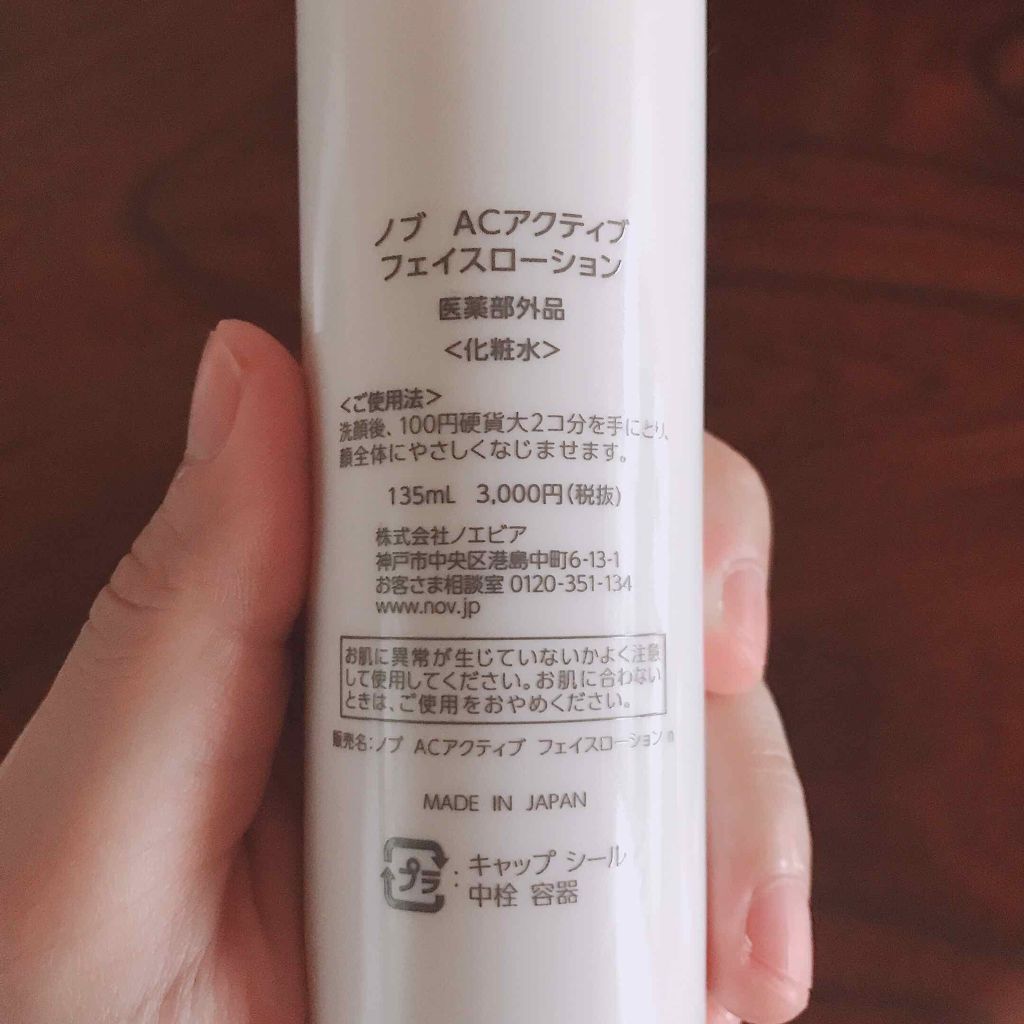 ノブ ACアクティブ
フェイスローション
医薬部外品
<化粧水>
<ご使用法>
洗顔後、100円硬貨大2コ分を手にとり、
顔全体にやさしくなじませます。
135mL 3,000円(税抜)
株式会社ノエビア
神戸市中央区港島中町6-13-1
お客さま相談室 0120-351-134
www.nov.jp
お肌に異常が生じていないかよく注意
して使用してください。お肌に合わない
ときは、ご使用をおやめください。
販売名:ノブ ACアクティブ フェイスローション
MADE IN JAPAN
プラ : キャップ シール
中栓 容器